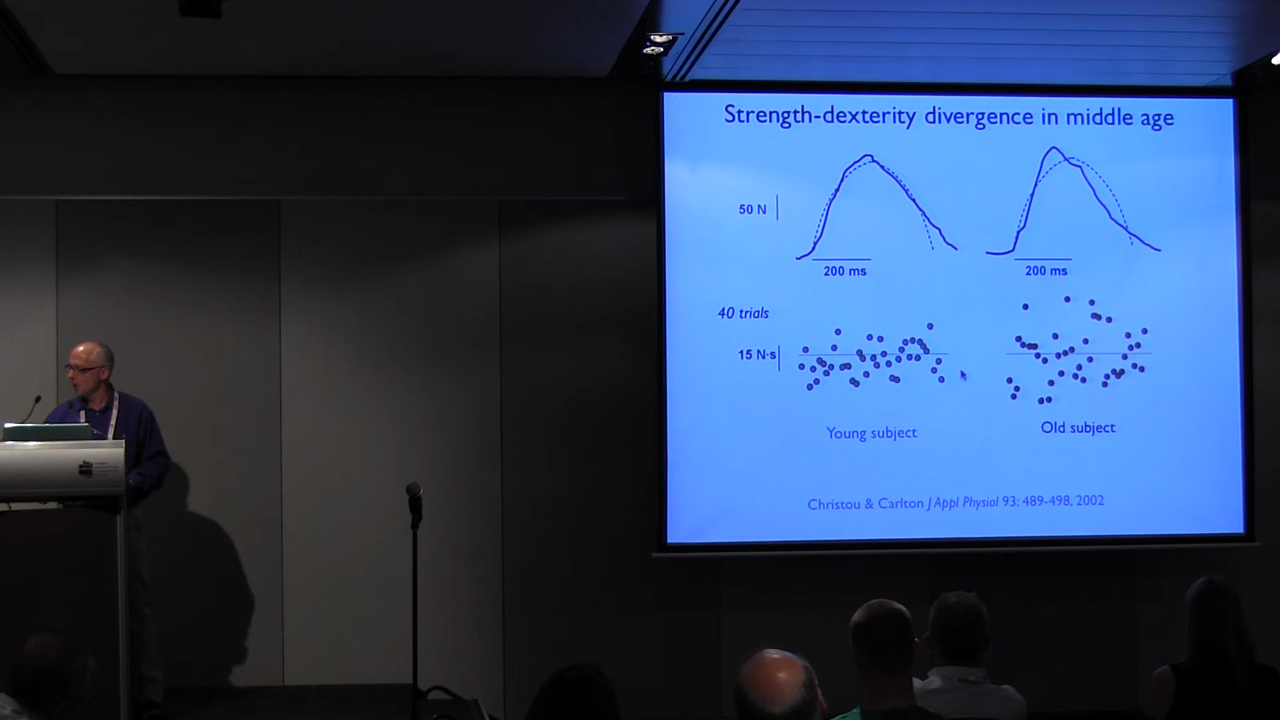 Strength-dexterity divergence in middle age
50 N
200 ms
200 ms
40 trials
15 N·s
Young subject
Old subject
Christou & Carlton J Appl Physiol 93: 489-498, 2002